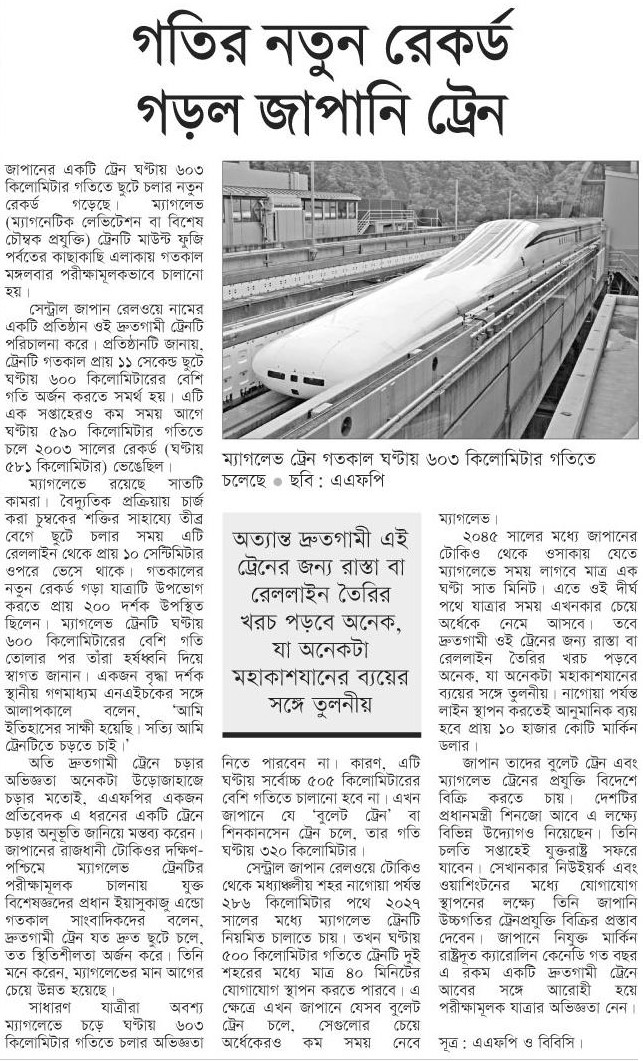 গতির নতুন রেকর্ড
গড়ল জাপানি ট্রেন
জাপানের একটি ট্রেন ঘণ্টায় ৬০৩
কিলোমিটার গতিতে ছুটে চলার নতুন
রেকর্ড গড়েছে। ম্যাগলেভ
(ম্যাগনেটিক লেভিটেশন বা বিশেষ
চৌম্বক প্রযুক্তি) ট্রেনটি মাউন্ট ফুজি
পর্বতের কাছাকাছি এলাকায় গতকাল
মঙ্গলবার পরীক্ষামূলকভাবে চালানো
হয়।
সেন্ট্রাল জাপান রেলওয়ে নামের
একটি প্রতিষ্ঠান ওই দ্রুতগামী ট্রেনটি
পরিচালনা করে। প্রতিষ্ঠানটি জানায়,
ট্রেনটি গতকাল প্রায় ১১ সেকেন্ড ছুটে
ঘণ্টায় ৬০০ কিলোমিটারের বেশি
গতি অর্জন করতে সমর্থ হয়। এটি
এক সপ্তাহেরও কম সময় আগে
ঘণ্টায় ৫৯০ কিলোমিটার গতিতে
চলে ২০০৩ সালের রেকর্ড (ঘণ্টায়
৫৮১ কিলোমিটার) ভেঙেছিল।
ম্যাগলেভে রয়েছে সাতটি
কামরা। বৈদ্যুতিক প্রক্রিয়ায় চার্জ
করা চুম্বকের শক্তির সাহায্যে তীব্র
বেগে ছুটে চলার সময় এটি
রেললাইন থেকে প্রায় ১০ সেন্টিমিটার
ওপরে ভেসে থাকে। গতকালের
নতুন রেকর্ড গড়া যাত্রাটি উপভোগ
করতে প্রায় ২০০ দর্শক উপস্থিত
ছিলেন। ম্যাগলেভ ট্রেনটি ঘণ্টায়
৬০০ কিলোমিটারের বেশি গতি
তোলার পর তাঁরা হর্ষধ্বনি দিয়ে
স্বাগত জানান। একজন বৃদ্ধা দর্শক
স্থানীয় গণমাধ্যম এনএইচকের সঙ্গে
আলাপকালে বলেন, ‘আমি
ইতিহাসের সাক্ষী হয়েছি। সত্যি আমি
ট্রেনটিতে চড়তে চাই।’
অতি দ্রুতগামী ট্রেনে চড়ার
অভিজ্ঞতা অনেকটা উড়োজাহাজে
চড়ার মতোই, এএফপির একজন
প্রতিবেদক এ ধরনের একটি ট্রেনে
চড়ার অনুভূতি জানিয়ে মন্তব্য করেন।
জাপানের রাজধানী টোকিওর দক্ষিণ-
পশ্চিমে ম্যাগলেভ ট্রেনটির
পরীক্ষামূলক চালনায় যুক্ত
বিশেষজ্ঞদের প্রধান ইয়াসুকাজু এন্ডো
গতকাল সাংবাদিকদের বলেন,
দ্রুতগামী ট্রেন যত দ্রুত ছুটে চলে,
তত স্থিতিশীলতা অর্জন করে। তিনি
মনে করেন, ম্যাগলেভের মান আগের
চেয়ে উন্নত হয়েছে।
সাধারণ যাত্রীরা অবশ্য
ম্যাগলেভে চড়ে ঘণ্টায় ৬০৩
কিলোমিটার গতিতে চলার অভিজ্ঞতা
ম্যাগলেভ ট্রেন গতকাল ঘণ্টায় ৬০৩ কিলোমিটার গতিতে
চলেছে ● ছবি : এএফপি
অত্যান্ত দ্রুতগামী এই
ট্রেনের জন্য রাস্তা বা
রেললাইন তৈরির
খরচ পড়বে অনেক,
যা অনেকটা
মহাকাশযানের ব্যয়ের
সঙ্গে তুলনীয়
নিতে পারবেন না। কারণ, এটি
ঘণ্টায় সর্বোচ্চ ৫০৫ কিলোমিটারের
বেশি গতিতে চালানো হবে না। এখন
জাপানে যে ‘বুলেট ট্রেন’ বা
শিনকানসেন ট্রেন চলে, তার গতি
ঘণ্টায় ৩২০ কিলোমিটার।
সেন্ট্রাল জাপান রেলওয়ে টোকিও
থেকে মধ্যাঞ্চলীয় শহর নাগোয়া পর্যন্ত
২৮৬ কিলোমিটার পথে ২০২৭
সালের মধ্যে ম্যাগলেভ ট্রেনটি
নিয়মিত চালাতে চায়। তখন ঘণ্টায়
৫০০ কিলোমিটার গতিতে ট্রেনটি দুই
শহরের মধ্যে মাত্র ৪০ মিনিটের
যোগাযোগ স্থাপন করতে পারবে। এ
ক্ষেত্রে এখন জাপানে যেসব বুলেট
ট্রেন চলে, সেগুলোর চেয়ে
অর্ধেকেরও কম সময় নেবে
ম্যাগলেভ।
২০৪৫ সালের মধ্যে জাপানের
টোকিও থেকে ওসাকায় যেতে
ম্যাগলেভে সময় লাগবে মাত্র এক
ঘণ্টা সাত মিনিট। এতে ওই দীর্ঘ
পথে যাত্রার সময় এখনকার চেয়ে
অর্ধেকে নেমে আসবে। তবে
দ্রুতগামী ওই ট্রেনের জন্য রাস্তা বা
রেললাইন তৈরির খরচ পড়বে
অনেক, যা অনেকটা মহাকাশযানের
ব্যয়ের সঙ্গে তুলনীয়। নাগোয়া পর্যন্ত
লাইন স্থাপন করতেই আনুমানিক ব্যয়
হবে প্রায় ১০ হাজার কোটি মার্কিন
ডলার।
জাপান তাদের বুলেট ট্রেন এবং
ম্যাগলেভ ট্রেনের প্রযুক্তি বিদেশে
বিক্রি করতে চায়। দেশটির
প্রধানমন্ত্রী শিনজো আবে এ লক্ষ্যে
বিভিন্ন উদ্যোগও নিয়েছেন। তিনি
চলতি সপ্তাহেই যুক্তরাষ্ট্র সফরে
যাবেন। সেখানকার নিউইয়র্ক এবং
ওয়াশিংটনের মধ্যে যোগাযোগ
স্থাপনের লক্ষ্যে তিনি জাপানি
উচ্চগতির ট্রেনপ্রযুক্তি বিক্রির প্রস্তাব
দেবেন। জাপানে নিযুক্ত মার্কিন
রাষ্ট্রদূত ক্যারোলিন কেনেডি গত বছর
এ রকম একটি দ্রুতগামী ট্রেনে
আবের সঙ্গে আরোহী হয়ে
পরীক্ষামূলক যাত্রার অভিজ্ঞতা নেন।
সূত্র : এএফপি ও বিবিসি।